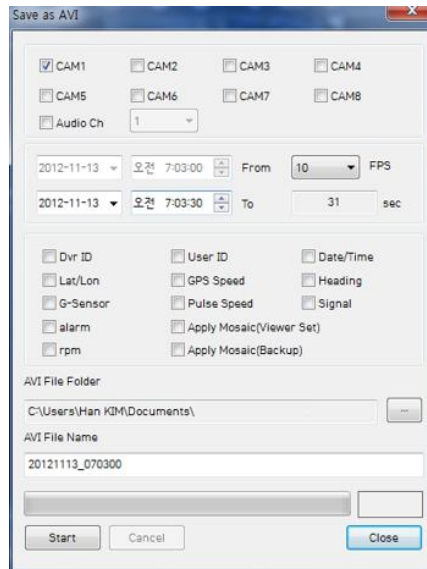 Save as AVI
CAM1 CAM2 CAM3 CAM4
CAM5 CAM6 CAM7 CAM8
Audio Ch 1
2012-11-13 오전 7:03:00 From 10 FPS
2012-11-13 오전 7:03:30 To 31 sec
Dvr ID User ID Date/Time
Lat/Lon GPS Speed Heading
G-Sensor Pulse Speed Signal
alarm Apply Mosaic(Viewer Set)
rpm Apply Mosaic(Backup)
AVI File Folder
C:\Users\Han KIM\Documents\ ...
AVI File Name
20121113_070300
Start Cancel Close